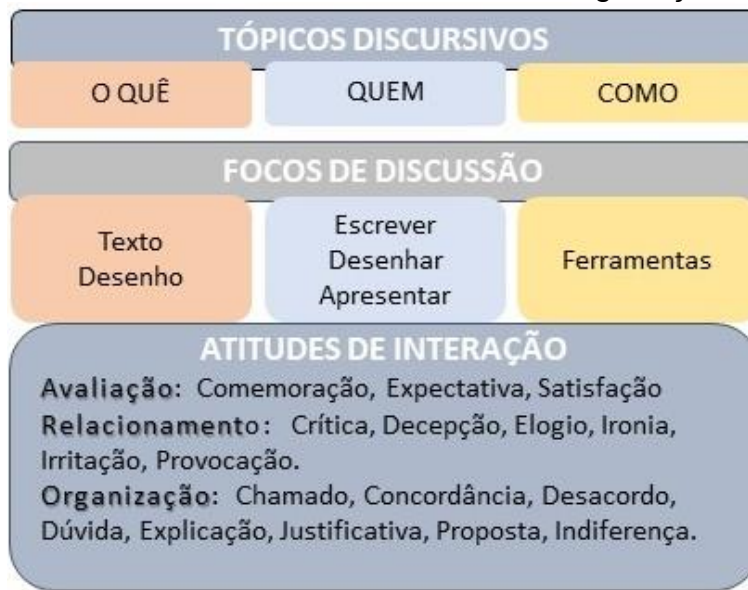 TÓPICOS DISCURSIVOS
O QUÊ QUEM COMO
FOCOS DE DISCUSSÃO
Texto
Desenho
Escrever
Desenhar
Apresentar
Ferramentas
ATITUDES DE INTERAÇÃO
Avaliação: Comemoração, Expectativa, Satisfação
Relacionamento: Crítica, Decepção, Elogio, Ironia,
Irritação, Provocação.
Organização: Chamado, Concordância, Desacordo,
Dúvida, Explicação, Justificativa, Proposta, Indiferença.